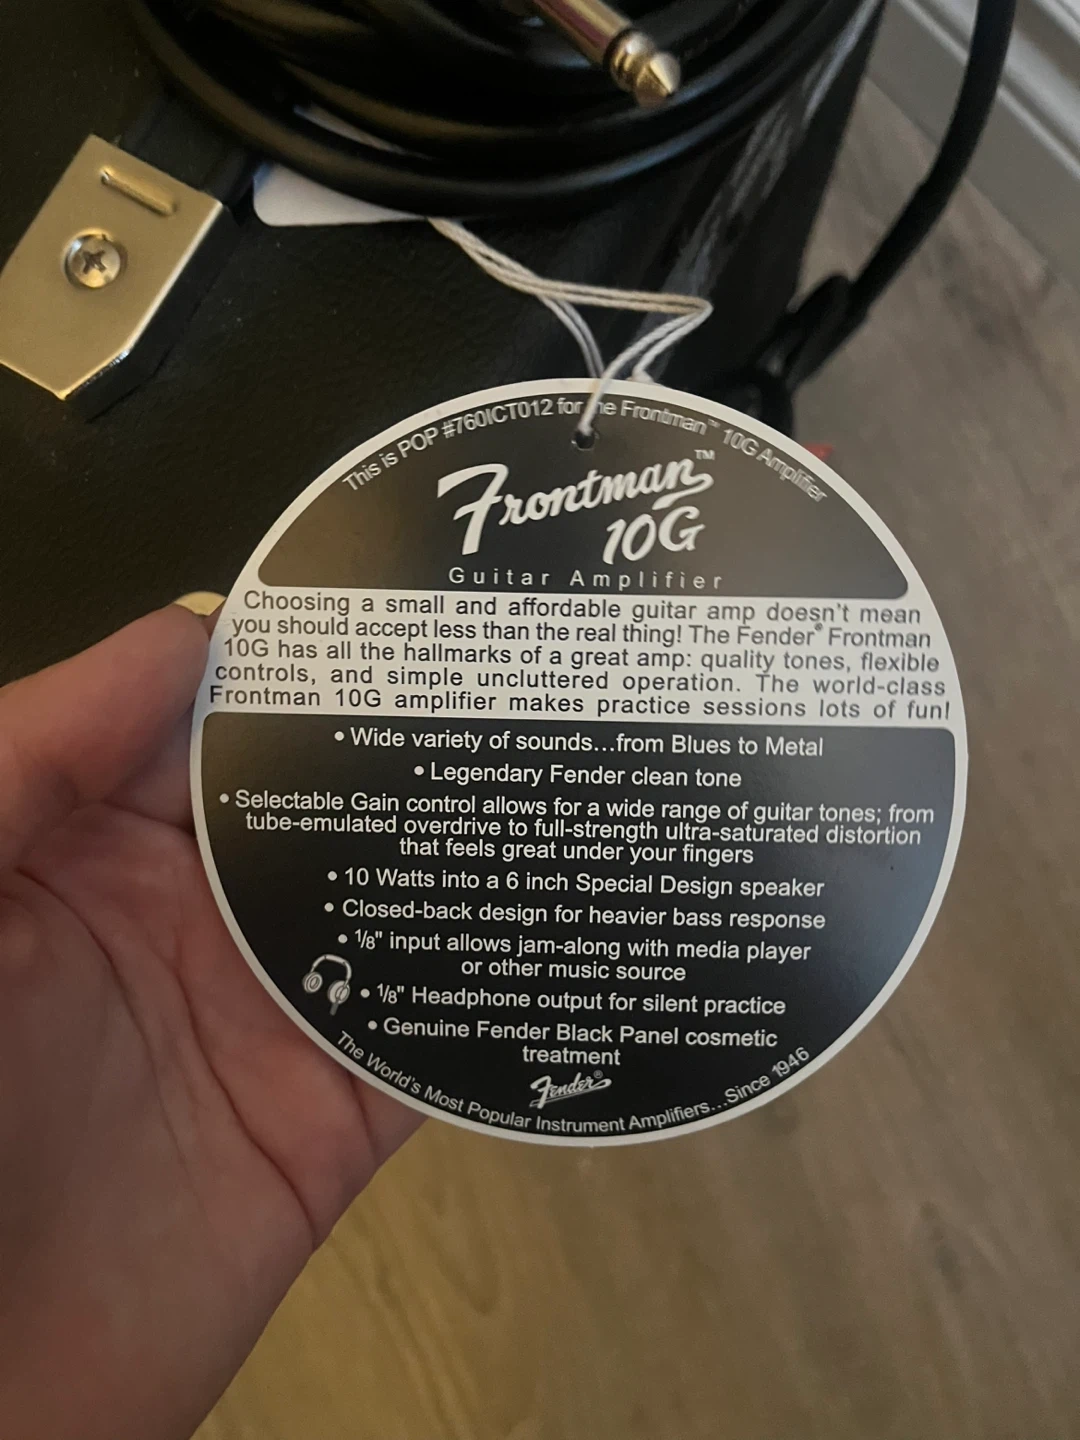 This is POP #760ICT012 for the Frontman™ 10G Amplifier
Frontman™
10G
Guitar Amplifier
Choosing a small and affordable guitar amp doesn't mean
you should accept less than the real thing! The Fender® Frontman
10G has all the hallmarks of a great amp: quality tones, flexible
controls, and simple uncluttered operation. The world-class
Frontman 10G amplifier makes practice sessions lots of fun!
• Wide variety of sounds...from Blues to Metal
• Legendary Fender clean tone
• Selectable Gain control allows for a wide range of guitar tones; from
tube-emulated overdrive to full-strength ultra-saturated distortion
that feels great under your fingers
• 10 Watts into a 6 inch Special Design speaker
• Closed-back design for heavier bass response
• 1/8" input allows jam-along with media player
or other music source
• 1/8" Headphone output for silent practice
• Genuine Fender Black Panel cosmetic
treatment
Fender®
The World's Most Popular Instrument Amplifiers...Since 1946